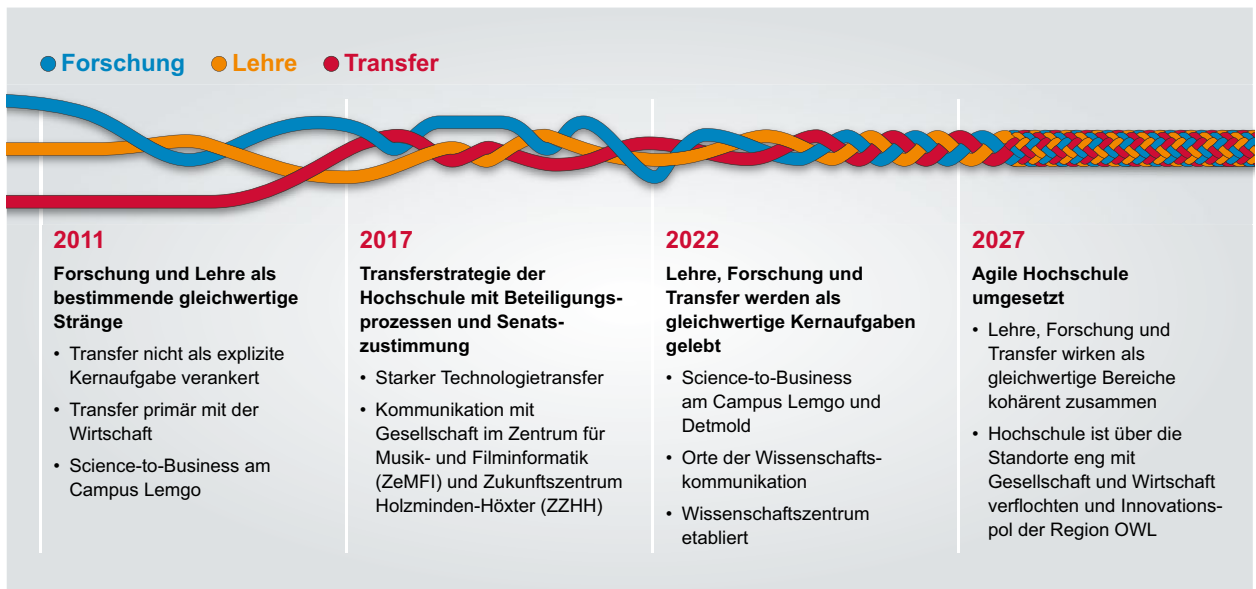 Forschung Lehre Transfer
2011
Forschung und Lehre als
bestimmende gleichwertige
Stränge
• Transfer nicht als explizite
Kernaufgabe verankert
• Transfer primär mit der
Wirtschaft
• Science-to-Business am
Campus Lemgo
2017
Transferstrategie der
Hochschule mit Beteiligungs-
prozessen und Senats-
zustimmung
• Starker Technologietransfer
• Kommunikation mit
Gesellschaft im Zentrum für
Musik- und Filminformatik
(ZeMFI) und Zukunftszentrum
Holzminden-Höxter (ZZHH)
2022
Lehre, Forschung und
Transfer werden als
gleichwertige Kernaufgaben
gelebt
• Science-to-Business
am Campus Lemgo und
Detmold
• Orte der Wissenschafts-
kommunikation
• Wissenschaftszentrum
etabliert
2027
Agile Hochschule
umgesetzt
• Lehre, Forschung und
Transfer wirken als
gleichwertige Bereiche
kohärent zusammen
• Hochschule ist über die
Standorte eng mit
Gesellschaft und Wirtschaft
verflochten und Innovations-
pol der Region OWL